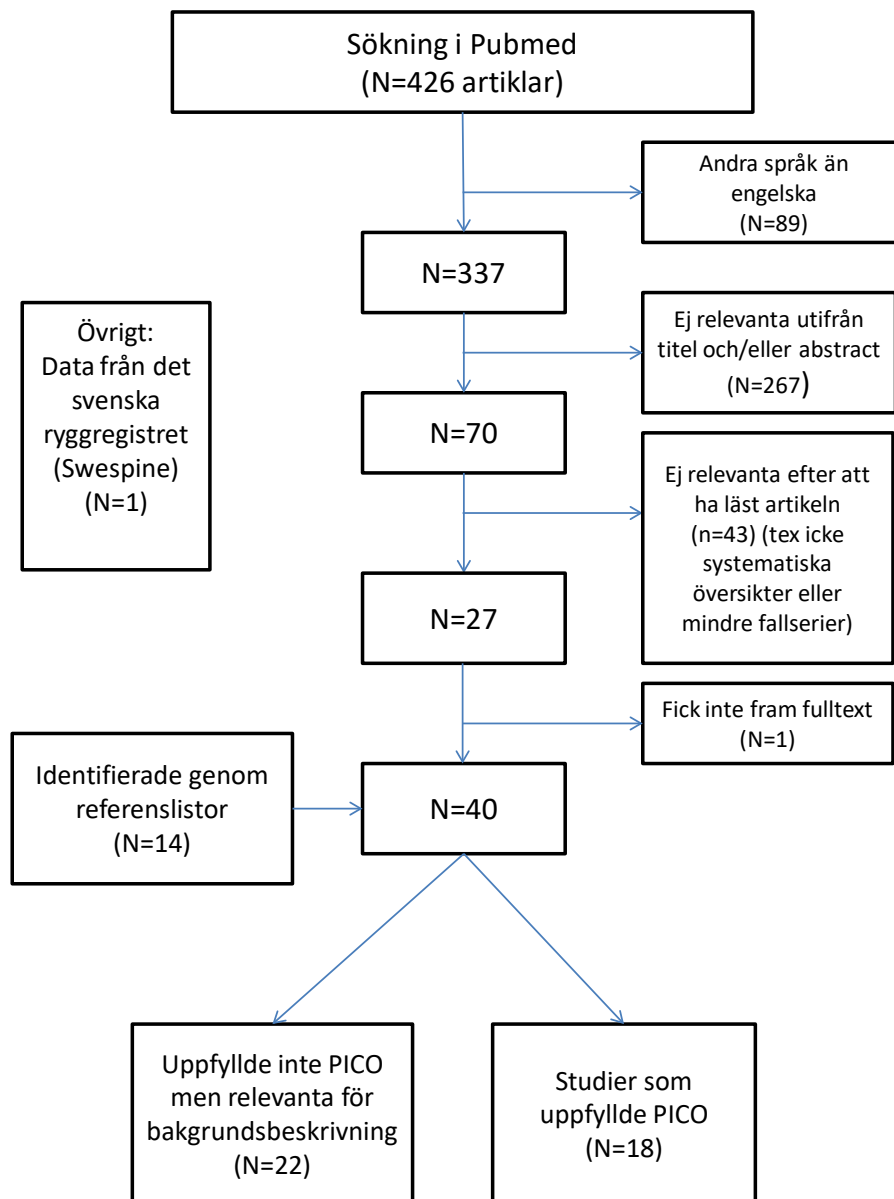 Sökning i Pubmed
(N=426 artiklar)
Andra språk än
engelska
(N=89)
N=337
Övrigt:
Data från det
svenska
ryggregistret
(Swespine)
(N=1)
Ej relevanta utifrån
titel och/eller abstract
(N=267)
N=70
Ej relevanta efter att
ha läst artikeln
(n=43) (tex icke
systematiska
översikter eller
mindre fallserier)
N=27
Fick inte fram fulltext
(N=1)
Identifierade genom
referenslistor
(N=14)
N=40
Uppfyllde inte PICO
men relevanta för
bakgrundsbeskrivning
(N=22)
Studier som
uppfyllde PICO
(N=18)